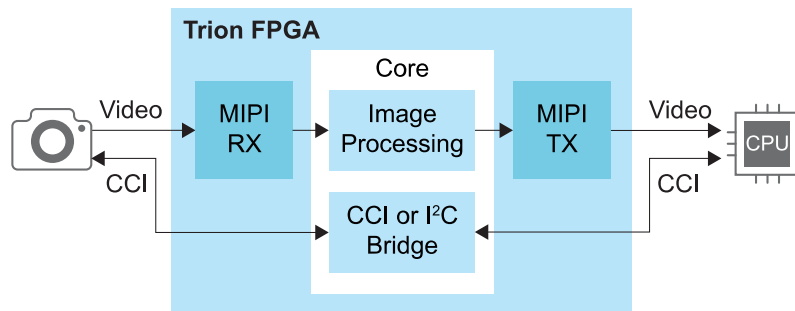 Trion FPGA
Core
Video
MIPI
RX
Image
Processing
MIPI
TX
Video
CPU
CCI
CCI or I²C
Bridge
CCI